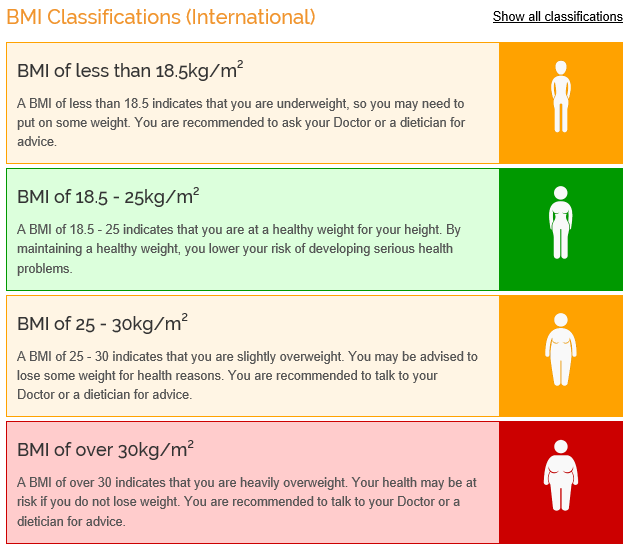 BMI Classifications (International)
Show all classifications
BMI of less than 18.5kg/m²
A BMI of less than 18.5 indicates that you are underweight, so you may need to
put on some weight. You are recommended to ask your Doctor or a dietician for
advice.
BMI of 18.5 - 25kg/m²
A BMI of 18.5 - 25 indicates that you are at a healthy weight for your height. By
maintaining a healthy weight, you lower your risk of developing serious health
problems.
BMI of 25 - 30kg/m²
A BMI of 25 - 30 indicates that you are slightly overweight. You may be advised to
lose some weight for health reasons. You are recommended to talk to your
Doctor or a dietician for advice.
BMI of over 30kg/m²
A BMI of over 30 indicates that you are heavily overweight. Your health may be at
risk if you do not lose weight. You are recommended to talk to your Doctor or a
dietician for advice.